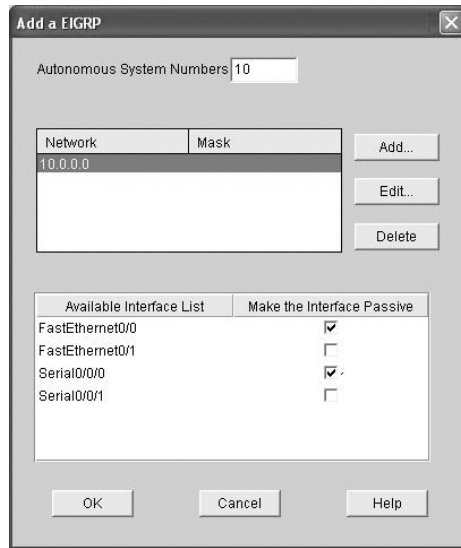 Add a EIGRP
Autonomous System Numbers 10
Network Mask
10.0.0.0
Add...
Edit...
Delete
Available Interface List Make the Interface Passive
FastEthernet0/0
FastEthernet0/1
Serial0/0/0
Serial0/0/1
OK Cancel Help